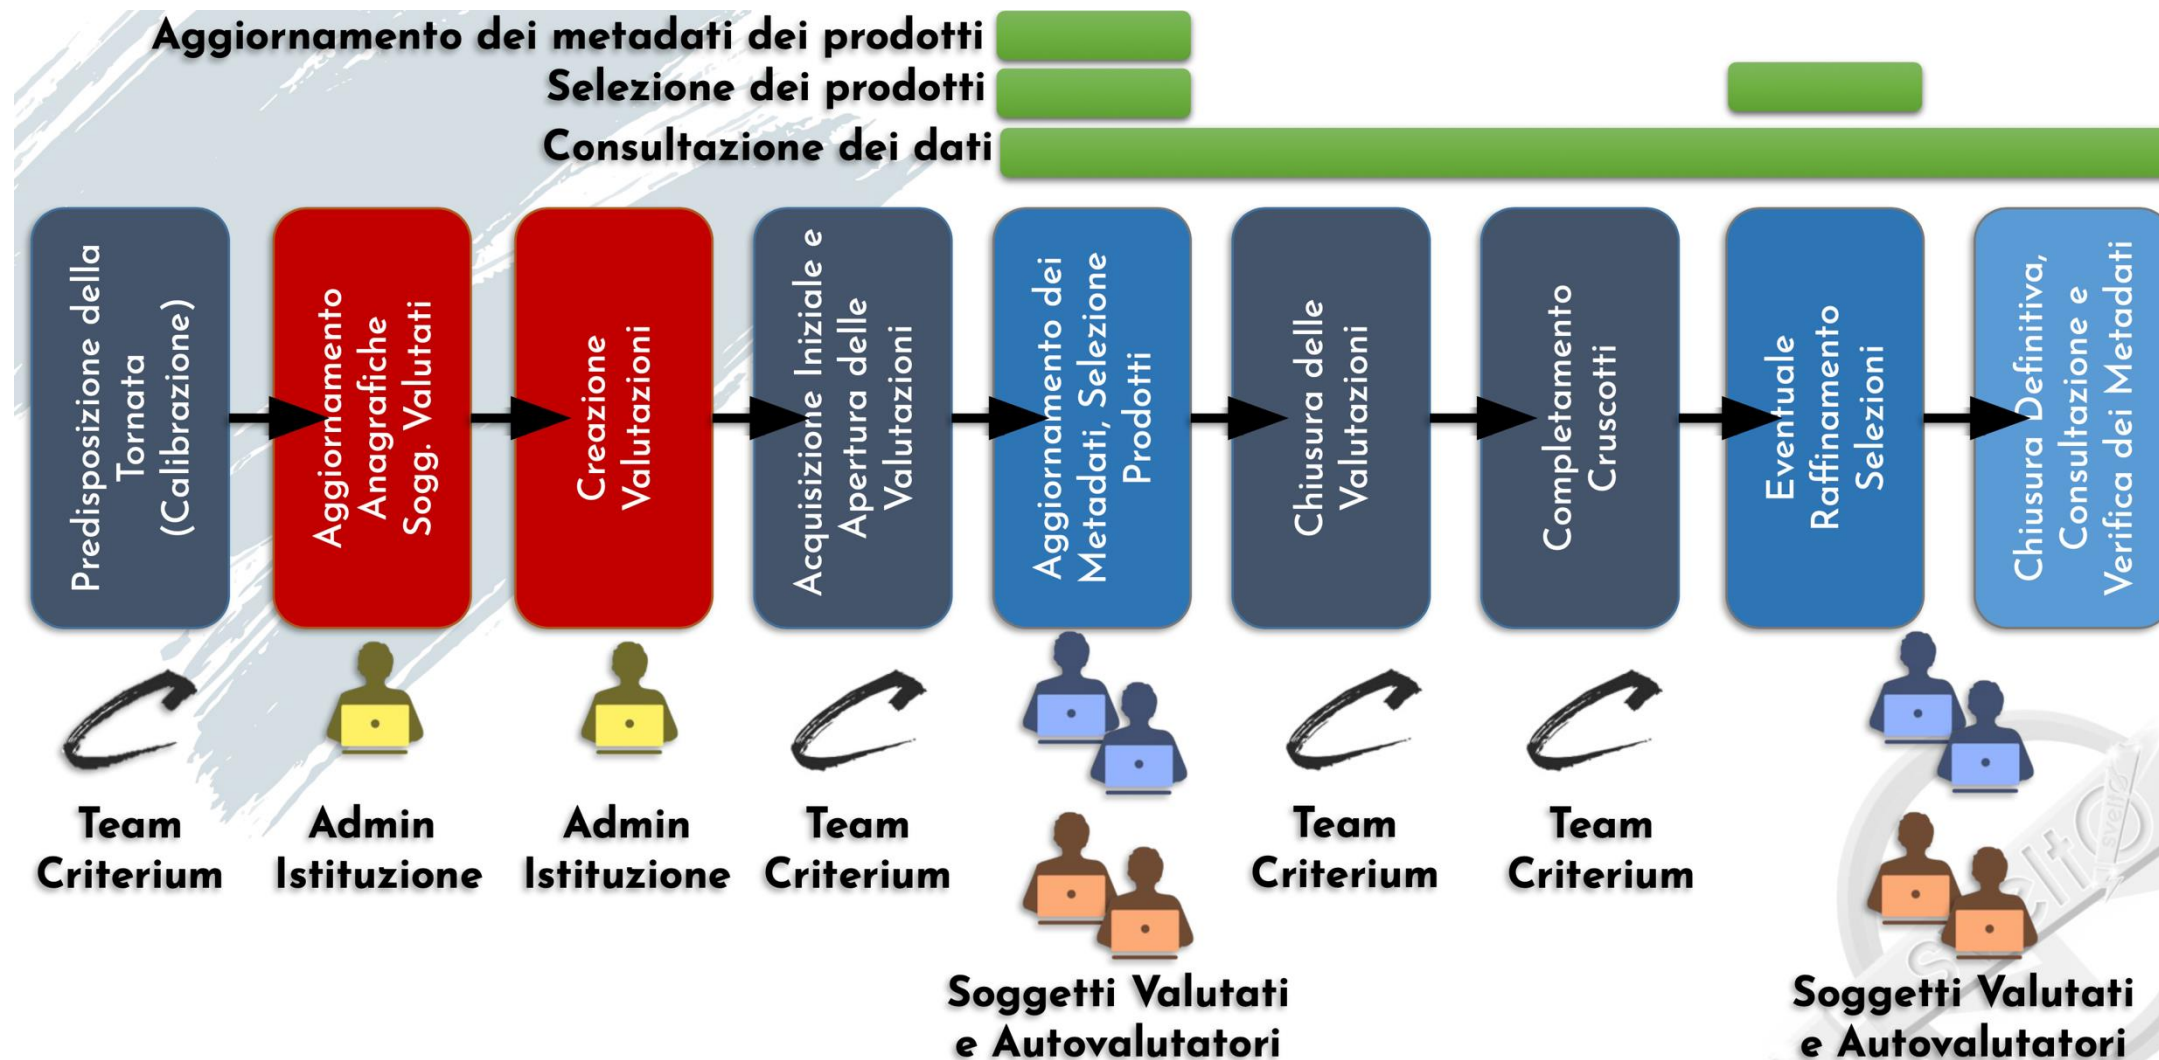 Aggiornamento dei metadati dei prodotti
Selezione dei prodotti
Consultazione dei dati
Predisposizione della
Tornata
(Calibrazione)
Aggiornamento
Anagrafiche
Sogg. Valutati
Creazione
Valutazioni
Acquisizione Iniziale e
Apertura delle
Valutazioni
Aggiornamento dei
Metadati, Selezione
Prodotti
Chiusura delle
Valutazioni
Completamento
Cruscotti
Eventuale
Raffinamento
Selezioni
Chiusura Definitiva,
Consultazione e
Verifica dei Metadati
Team
Criterium
Admin
Istituzione
Admin
Istituzione
Team
Criterium
Soggetti Valutati
e Autovalutatori
Team
Criterium
Team
Criterium
Soggetti Valutati
e Autovalutatori
svello